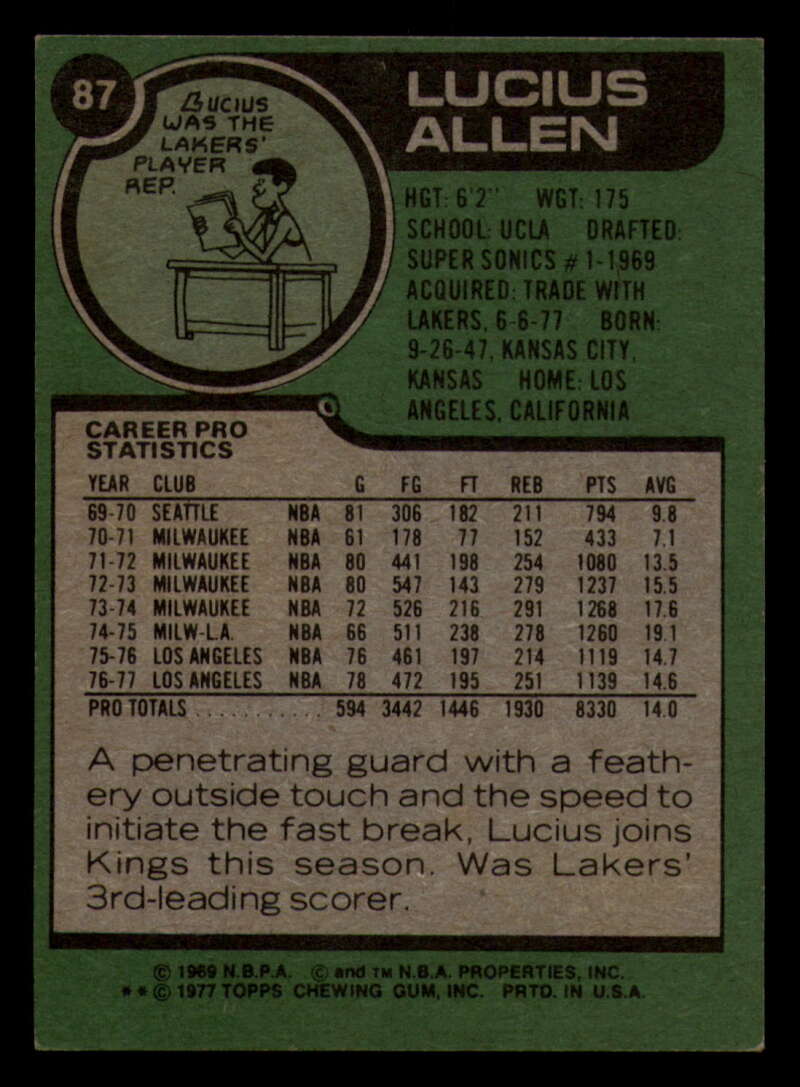 87
LUCIUS
ALLEN
LUCIUS
WAS THE
LAKERS'
PLAYER
REP.
HGT: 6'2" WGT: 175
SCHOOL: UCLA DRAFTED:
SUPER SONICS # 1-1969
ACQUIRED: TRADE WITH
LAKERS, 6-6-77 BORN:
9-26-47, KANSAS CITY,
KANSAS HOME: LOS
ANGELES, CALIFORNIA
CAREER PRO
STATISTICS
YEAR CLUB G FG FT REB PTS AVG
69-70 SEATTLE NBA 81 306 182 211 794 9.8
70-71 MILWAUKEE NBA 61 178 77 152 433 7.1
71-72 MILWAUKEE NBA 80 441 198 254 1080 13.5
72-73 MILWAUKEE NBA 80 547 143 279 1237 15.5
73-74 MILWAUKEE NBA 72 526 216 291 1268 17.6
74-75 MILW-L.A. NBA 66 511 238 278 1260 19.1
75-76 LOS ANGELES NBA 76 461 197 214 1119 14.7
76-77 LOS ANGELES NBA 78 472 195 251 1139 14.6
PRO TOTALS ............ 594 3442 1446 1930 8330 14.0
A penetrating guard with a feath-
ery outside touch and the speed to
initiate the fast break, Lucius joins
Kings this season. Was Lakers'
3rd-leading scorer.
© 1969 N.B.P.A. © and TM N.B.A. PROPERTIES, INC.
* * © 1977 TOPPS CHEWING GUM, INC. PRTD. IN U.S.A.